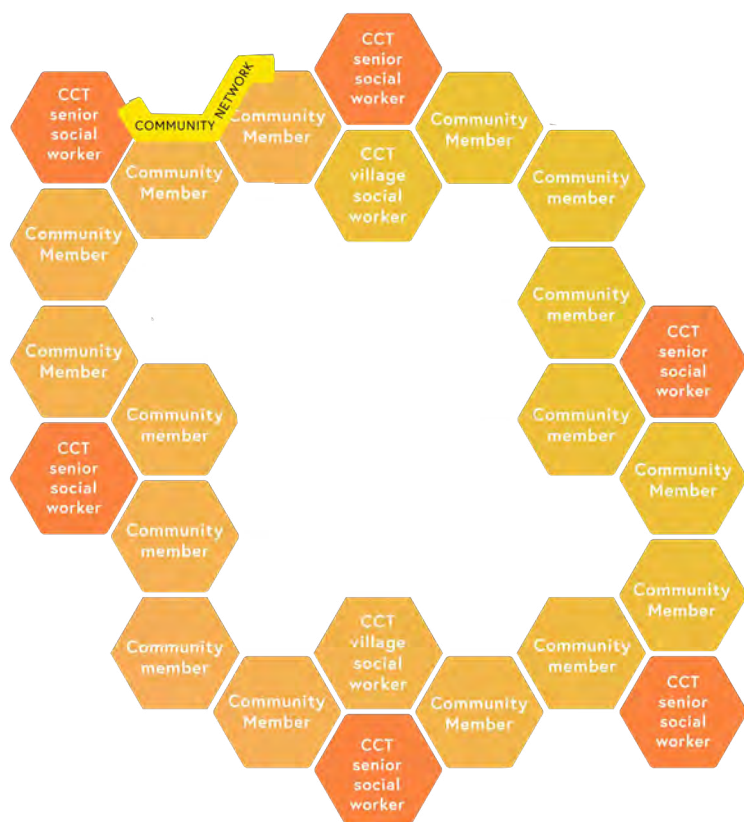 CCT
senior
social
worker
CCT
senior
social
worker
COMMUNITY NETWORK
Community
Member
Community
Member
Community
Member
CCT
village
social
worker
Community
member
Community
Member
Community
member
CCT
senior
social
worker
Community
Member
Community
member
Community
member
CCT
senior
social
worker
Community
Member
Community
member
Community
Member
Community
member
CCT
village
social
worker
Community
member
Community
Member
Community
Member
CCT
senior
social
worker
CCT
senior
social
worker